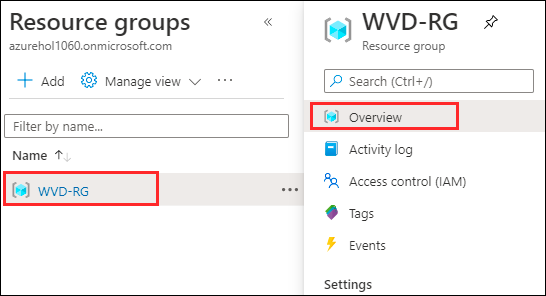 Resource groups
azurehol1060.onmicrosoft.com
Add
Manage view
Filter by name...
Name
WVD-RG
WVD-RG
Resource group
Search (Ctrl+/)
Overview
Activity log
Access control (IAM)
Tags
Events
Settings